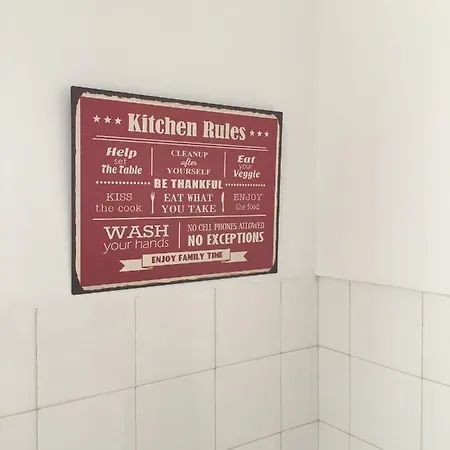 Kitchen Rules
Help
set
The Table
CLEANUP
after
YOURSELF
Eat
your
Veggie
BE THANKFUL
KISS
the cook
EAT WHAT
YOU TAKE
ENJOY
the food
WASH
your hands
NO CELL PHONES ALLOWED
NO EXCEPTIONS
ENJOY FAMILY TIME